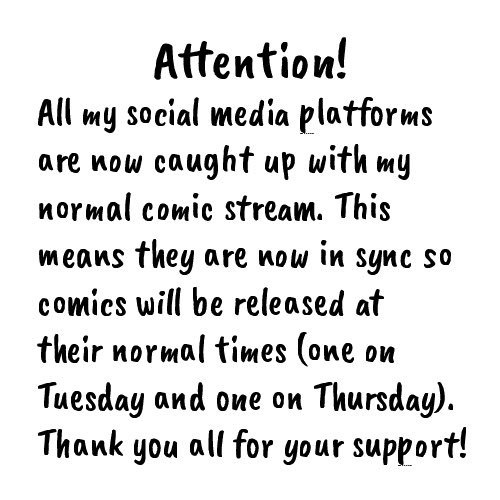 Attention!
All my social media platforms
are now caught up with my
normal comic stream. This
means they are now in sync so
comics will be released at
their normal times (one on
Tuesday and one on Thursday).
Thank you all for your support!